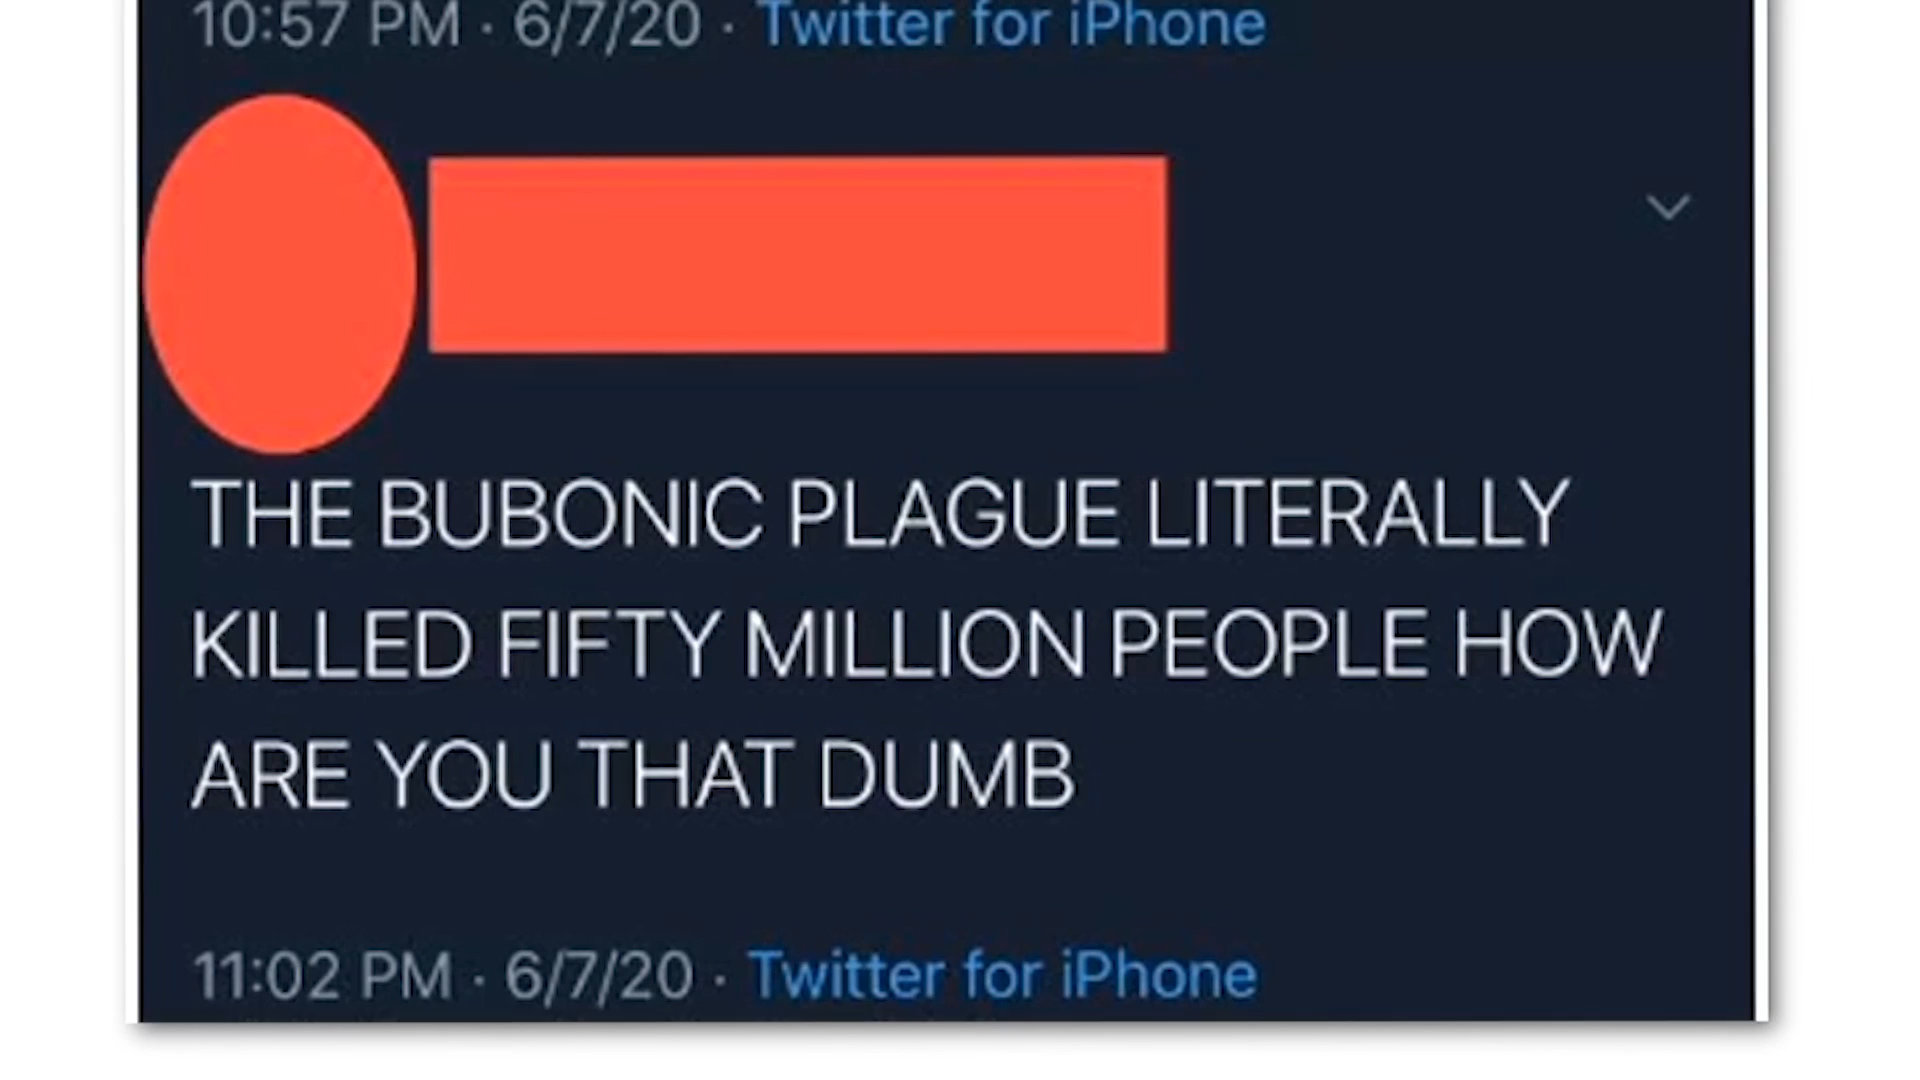 10:57 PM · 6/7/20 · Twitter for iPhone
THE BUBONIC PLAGUE LITERALLY
KILLED FIFTY MILLION PEOPLE HOW
ARE YOU THAT DUMB
11:02 PM · 6/7/20 · Twitter for iPhone